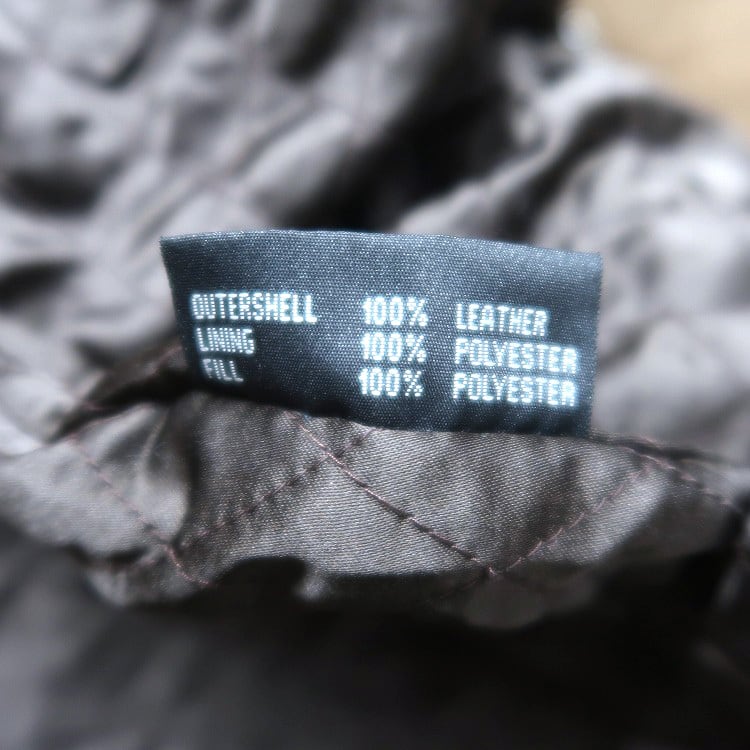 OUTERSHELL 100% LEATHER
LINING 100% POLYESTER
FILL 100% POLYESTER